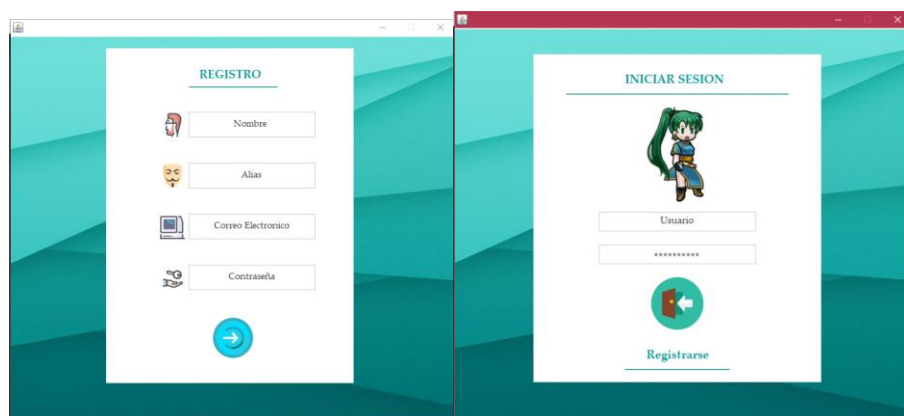 REGISTRO
Nombre
Alias
Correo Electronico
Contraseña
INICIAR SESION
Usuario
**********
Registrarse